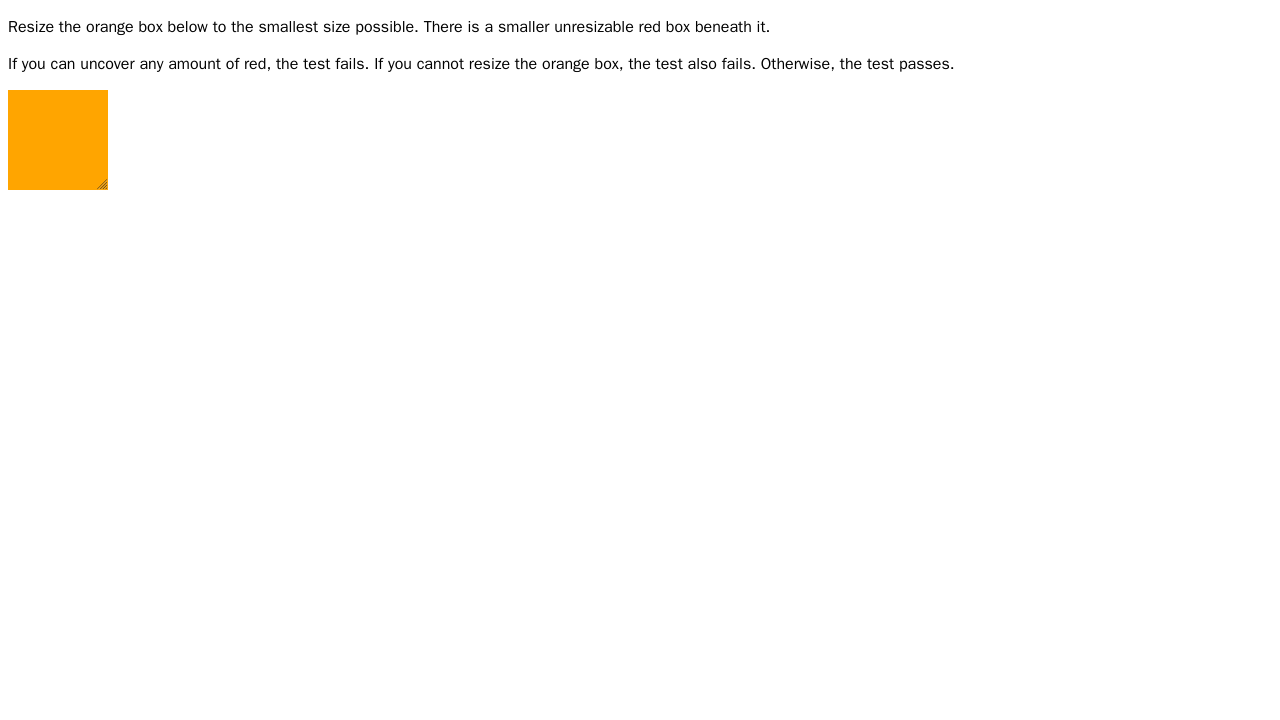 Resize the orange box below to the smallest size possible. There is a smaller unresizable red box beneath it.
If you can uncover any amount of red, the test fails. If you cannot resize the orange box, the test also fails. Otherwise, the test passes.